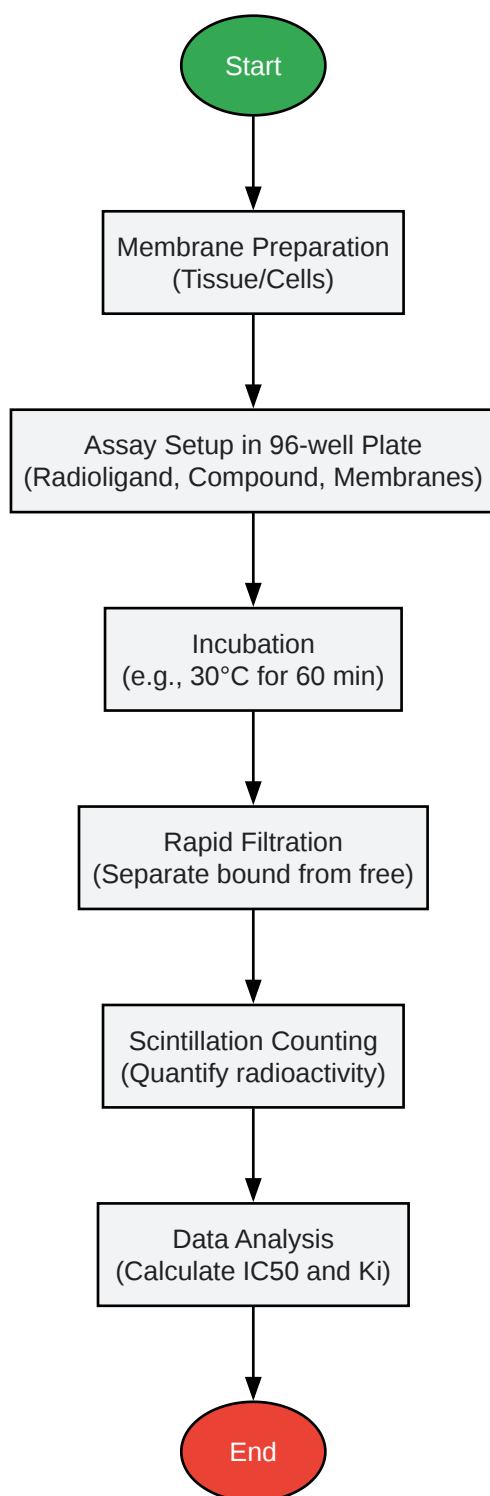 Start
Membrane Preparation
(Tissue/Cells)
Assay Setup in 96-well Plate
(Radioligand, Compound, Membranes)
Incubation
(e.g., 30°C for 60 min)
Rapid Filtration
(Separate bound from free)
Scintillation Counting
(Quantify radioactivity)
Data Analysis
(Calculate IC50 and Ki)
End